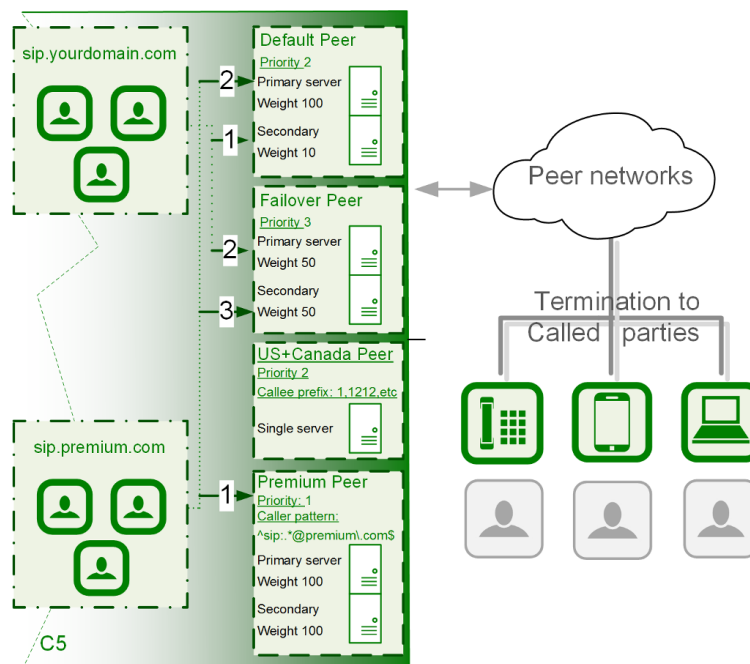 sip.yourdomain.com
Default Peer
Priority 2
Primary server
Weight 100
Secondary
Weight 10
2
1
Failover Peer
Priority 3
Primary server
Weight 50
Secondary
Weight 50
2
3
US+Canada Peer
Priority 2
Callee prefix: 1,1212,etc
Single server
sip.premium.com
Premium Peer
Priority: 1
Caller pattern:
^sip:.*@premium\.com$
Primary server
Weight 100
Secondary
Weight 100
1
C5
Peer networks
Termination to
Called parties